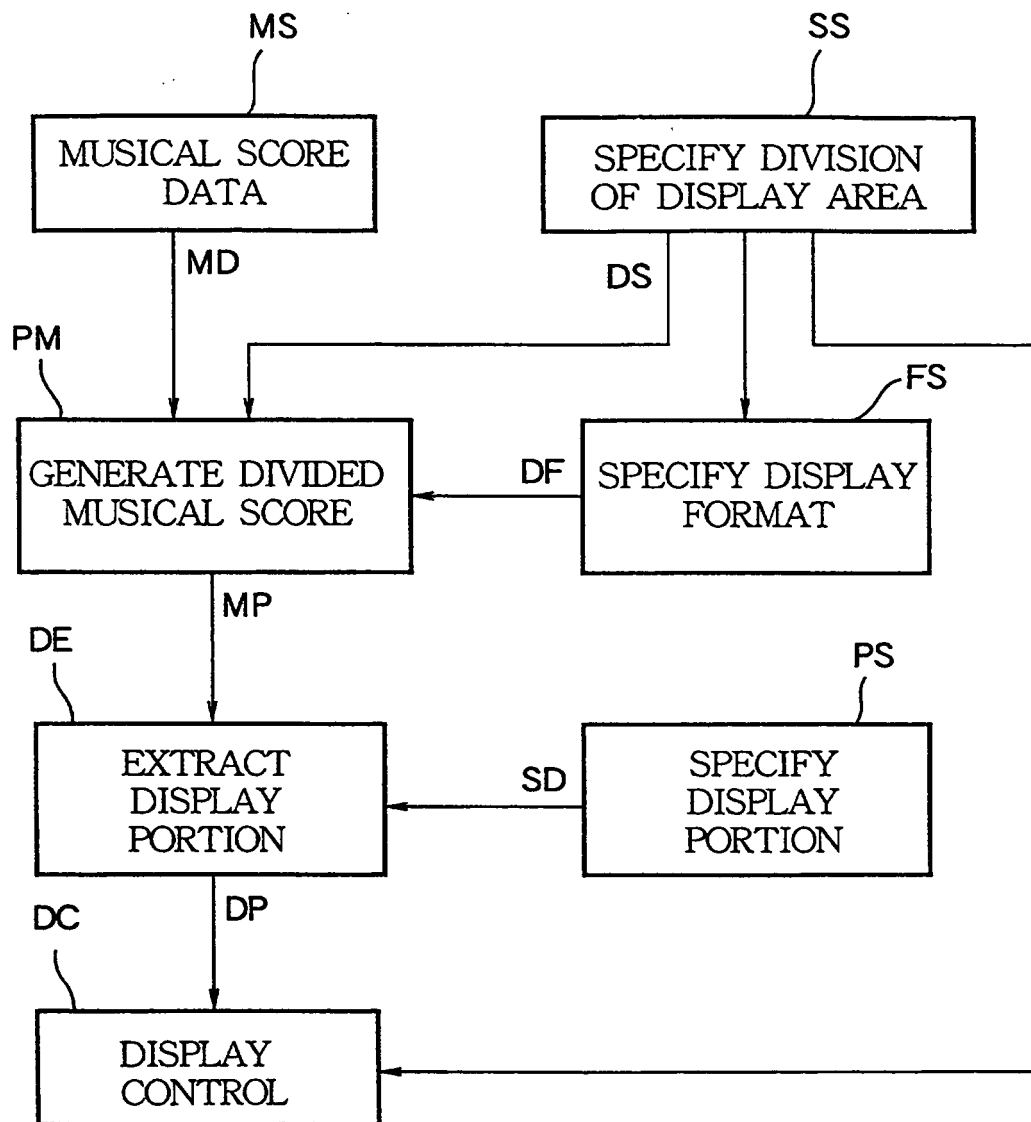 MS
SS
MUSICAL SCORE
DATA
SPECIFY DIVISION
OF DISPLAY AREA
MD
DS
PM
FS
GENERATE DIVIDED
MUSICAL SCORE
DF
SPECIFY DISPLAY
FORMAT
MP
DE
PS
EXTRACT
DISPLAY
PORTION
SD
SPECIFY
DISPLAY
PORTION
DP
DC
DISPLAY
CONTROL